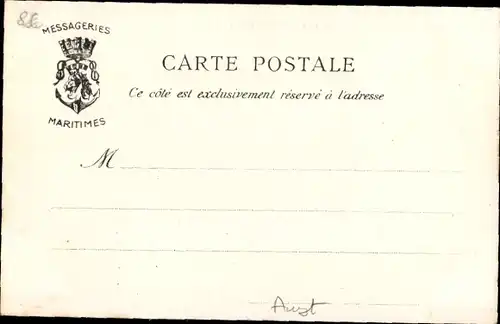 MESSAGERIES
MARITIMES
CARTE POSTALE
Ce côté est exclusivement réservé à l'adresse
M